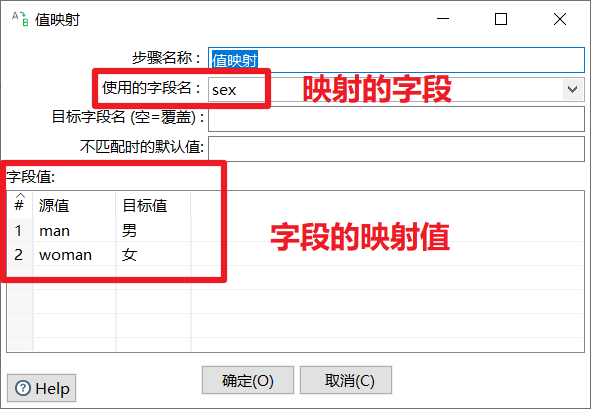 值映射
步骤名称： 值映射
使用的字段名： sex 映射的字段
目标字段名 (空=覆盖)：
不匹配时的默认值:
字段值:
# 源值 目标值
1 man 男
2 woman 女
字段的映射值
Help 确定(O) 取消(C)